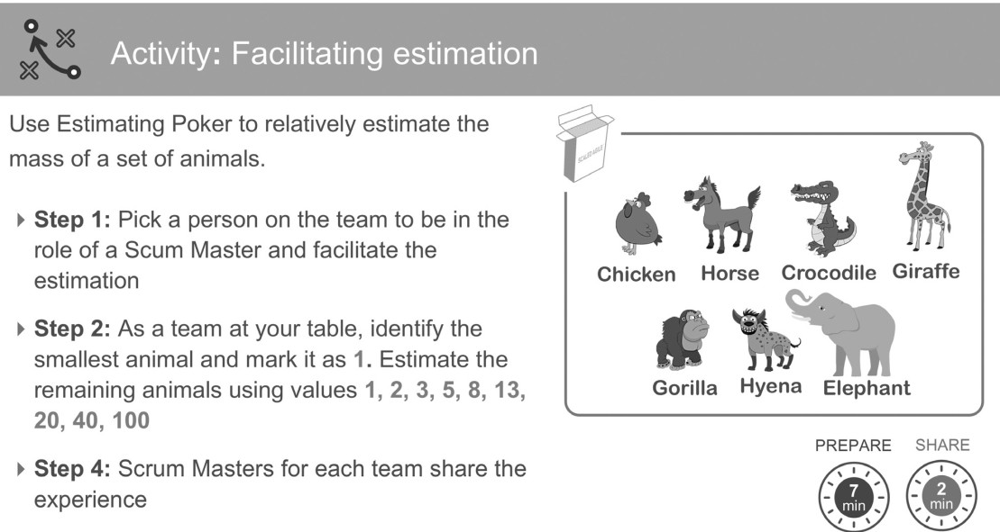 Activity: Facilitating estimation
Use Estimating Poker to relatively estimate the
mass of a set of animals.
Step 1: Pick a person on the team to be in the
role of a Scum Master and facilitate the
estimation
Step 2: As a team at your table, identify the
smallest animal and mark it as 1. Estimate the
remaining animals using values 1, 2, 3, 5, 8, 13,
20, 40, 100
Step 4: Scrum Masters for each team share the
experience
SCALED AGILE
Chicken Horse Crocodile Giraffe
Gorilla Hyena Elephant
PREPARE SHARE
7 min
2 min